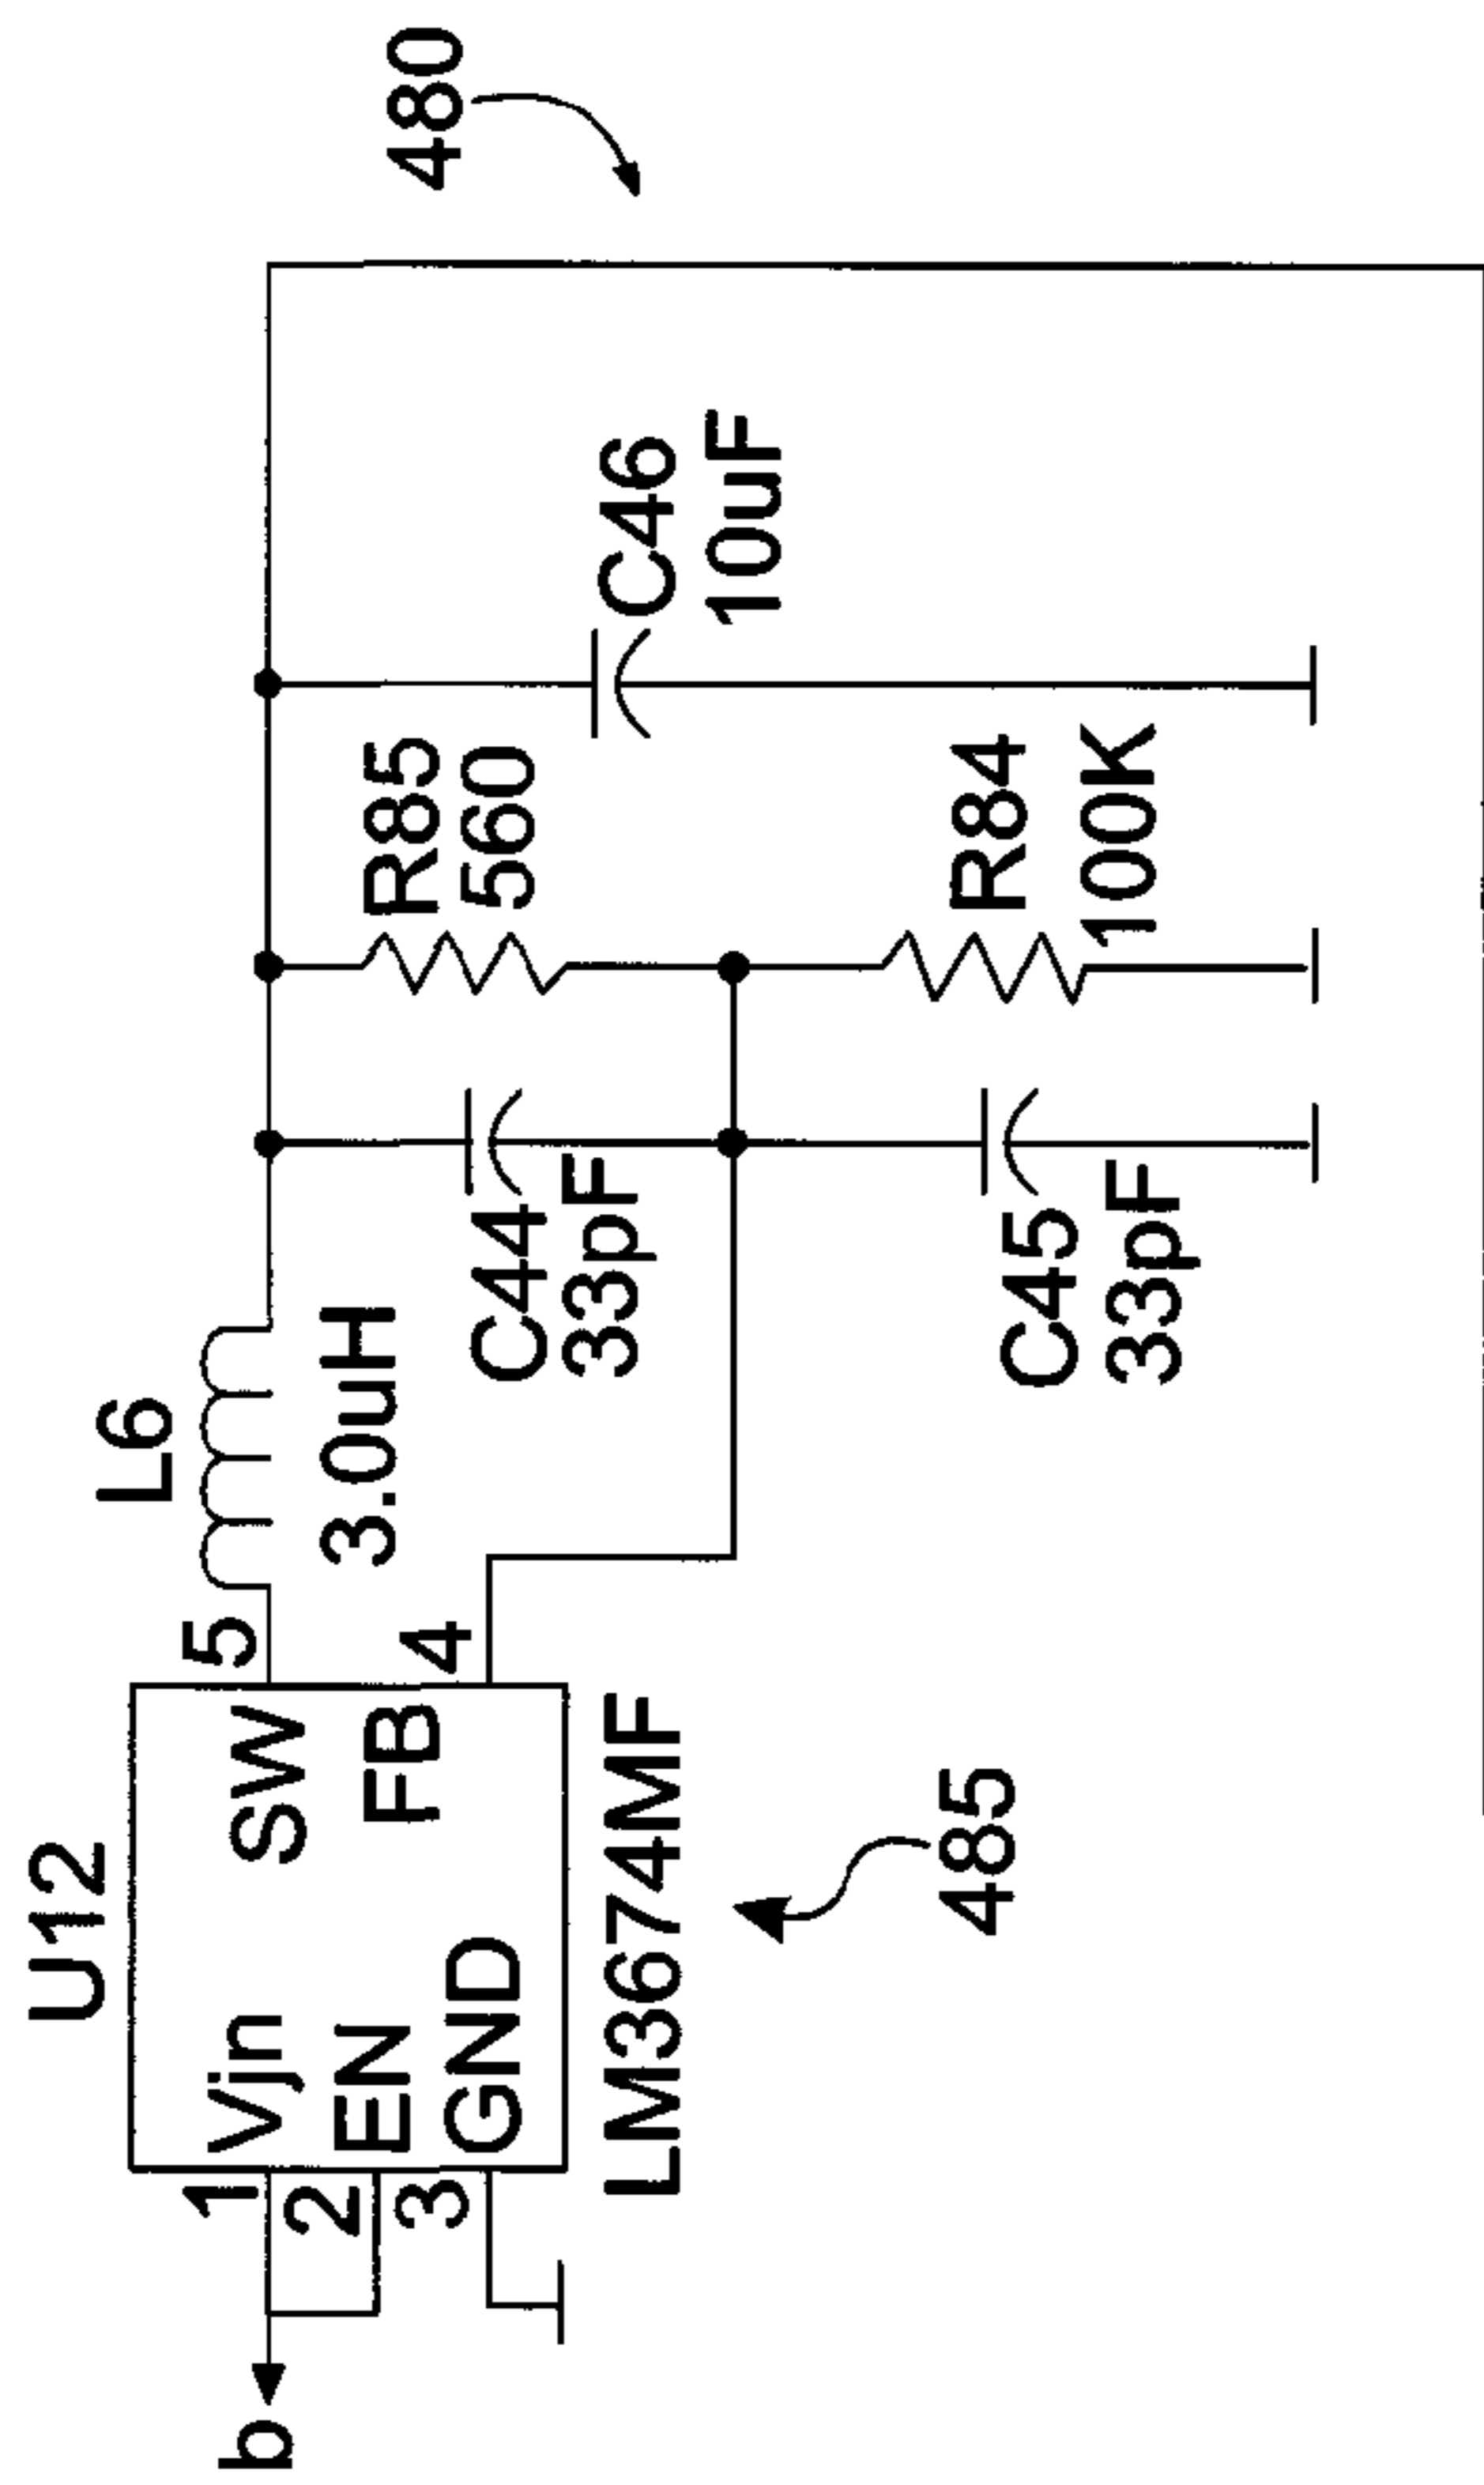 U12
b
1
2
3
Vjn
EN
GND
SW
FB
5
4
LM3674MF
485
L6
3.0uH
C44
33pF
C45
33pF
R85
560
R84
100K
C46
10uF
480